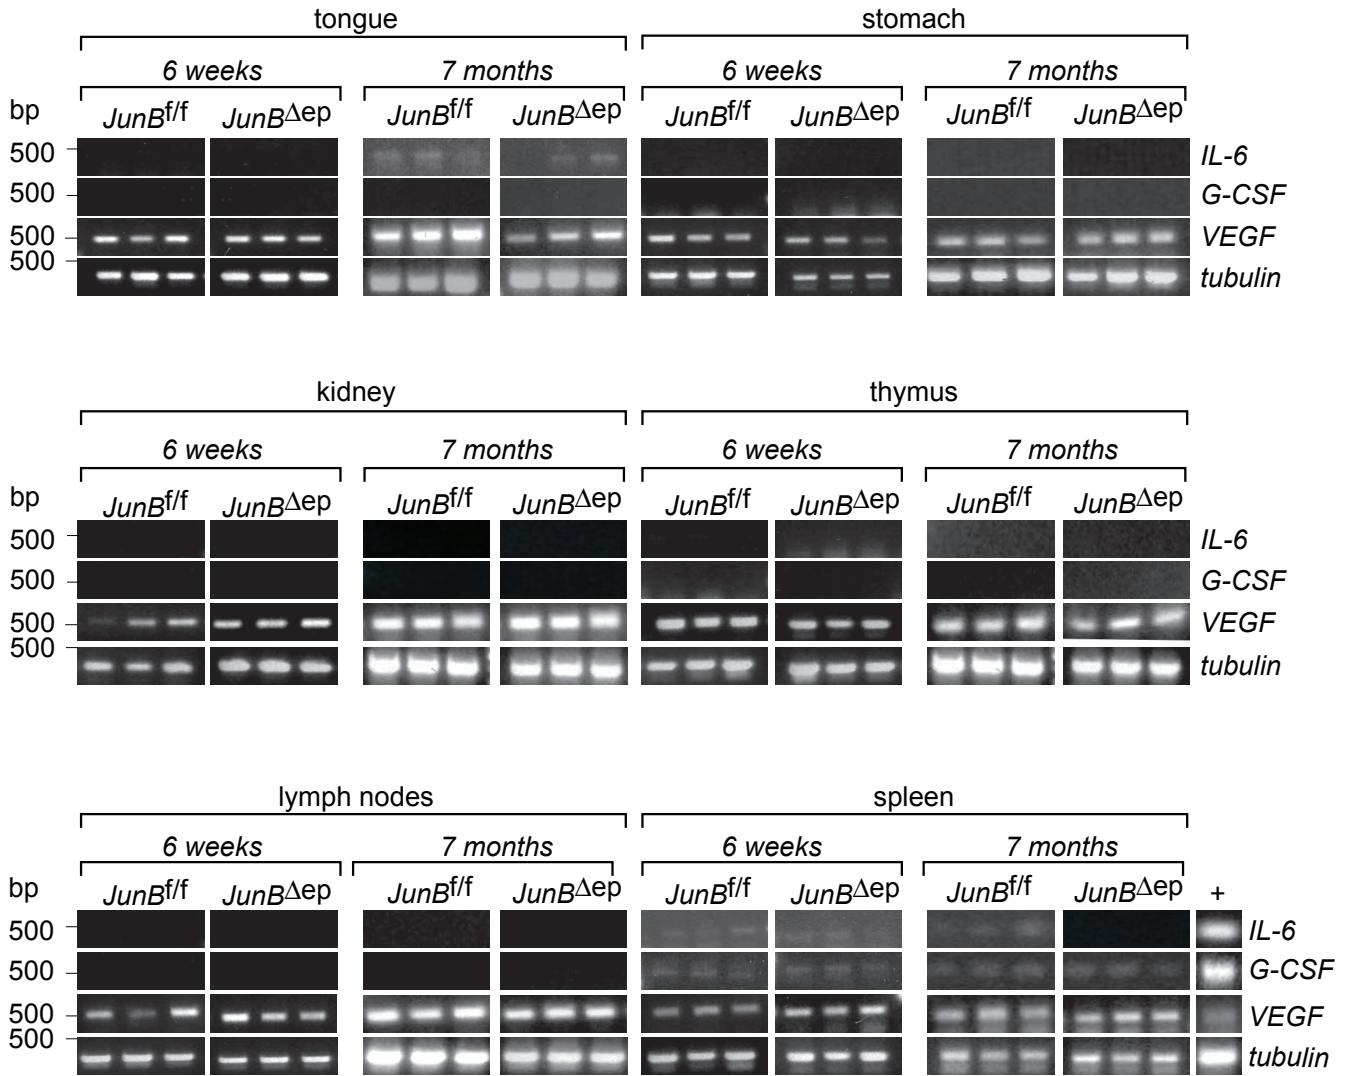 tongue stomach
6 weeks 7 months 6 weeks 7 months
bp JunBf/f JunBΔep JunBf/f JunBΔep JunBf/f JunBΔep JunBf/f JunBΔep
500 IL-6
500 G-CSF
500 VEGF
500 tubulin
kidney thymus
6 weeks 7 months 6 weeks 7 months
bp JunBf/f JunBΔep JunBf/f JunBΔep JunBf/f JunBΔep JunBf/f JunBΔep
500 IL-6
500 G-CSF
500 VEGF
500 tubulin
lymph nodes spleen
6 weeks 7 months 6 weeks 7 months
bp JunBf/f JunBΔep JunBf/f JunBΔep JunBf/f JunBΔep JunBf/f JunBΔep +
500 IL-6
500 G-CSF
500 VEGF
500 tubulin